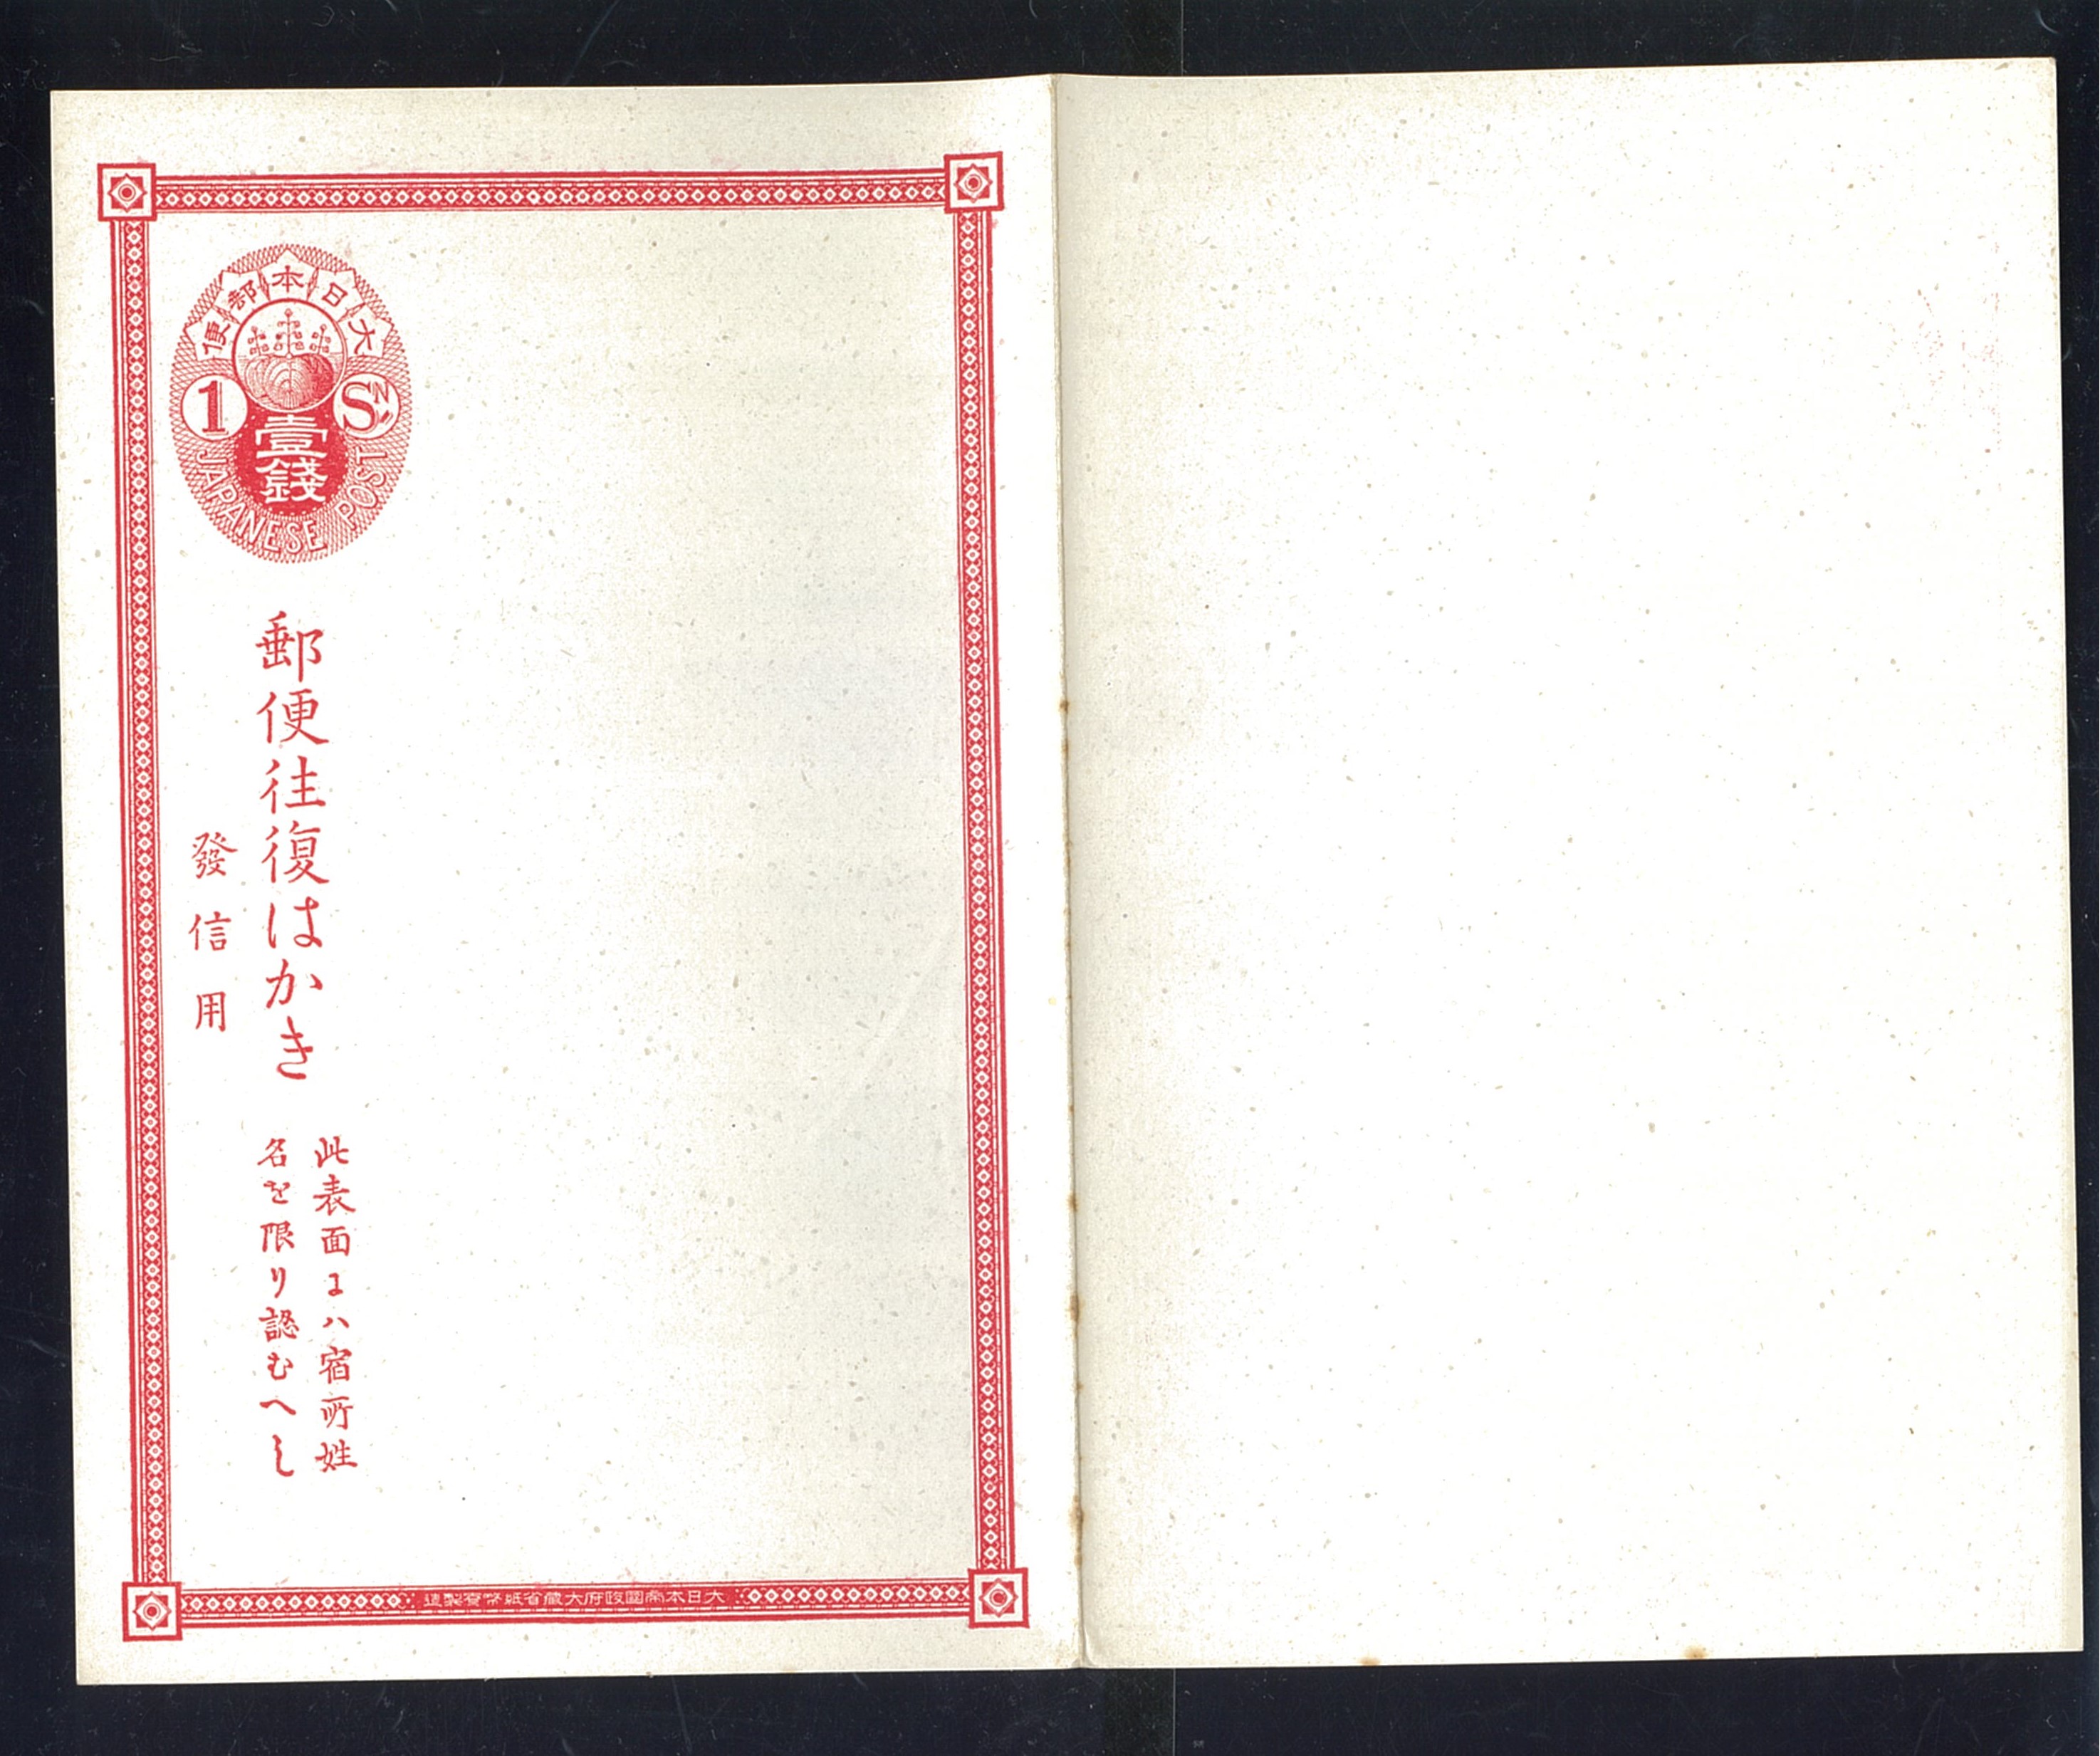 大日本郵便
1 SN
壹錢
JAPANESE POST
郵便往復はかき
發信用
此表面にハ宿所姓
名を限り認むへし
大日本帝國政府大藏省紙幣寮製造